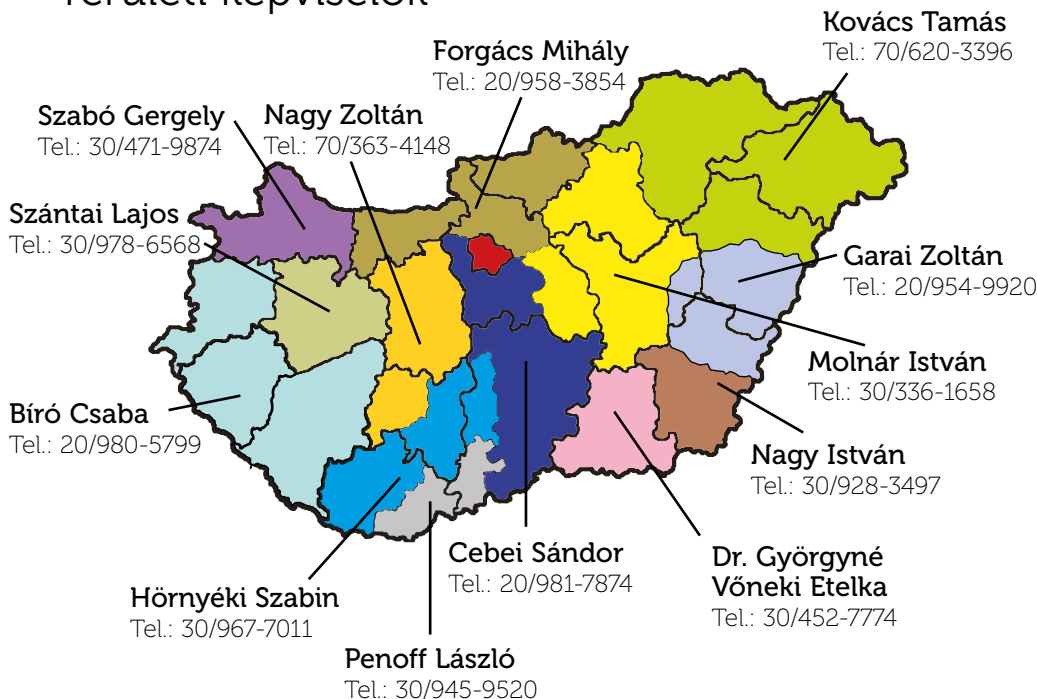 Területi képviselők
Kovács Tamás
Tel.: 70/620-3396
Forgács Mihály
Tel.: 20/958-3854
Szabó Gergely
Tel.: 30/471-9874
Nagy Zoltán
Tel.: 70/363-4148
Szántai Lajos
Tel.: 30/978-6568
Garai Zoltán
Tel.: 20/954-9920
Molnár István
Tel.: 30/336-1658
Bíró Csaba
Tel.: 20/980-5799
Nagy István
Tel.: 30/928-3497
Cebei Sándor
Tel.: 20/981-7874
Dr. Györgyné
Vőneki Etelka
Tel.: 30/452-7774
Hörnyéki Szabin
Tel.: 30/967-7011
Penoff László
Tel.: 30/945-9520